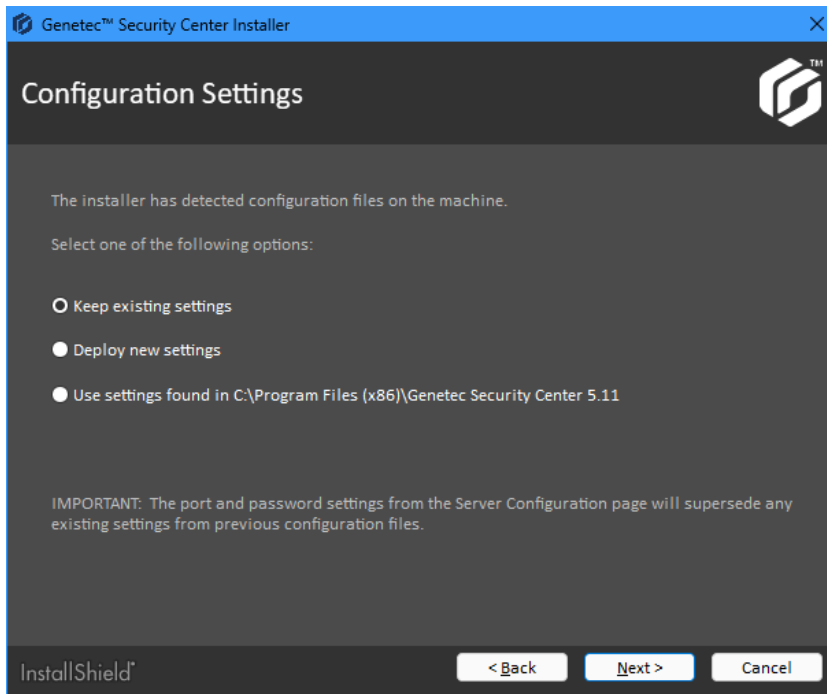 Genetec™ Security Center Installer
Configuration Settings
TM
The installer has detected configuration files on the machine.
Select one of the following options:
Keep existing settings
Deploy new settings
Use settings found in C:\Program Files (x86)\Genetec Security Center 5.11
IMPORTANT:  The port and password settings from the Server Configuration page will supersede any
existing settings from previous configuration files.
InstallShield®
< Back
Next >
Cancel